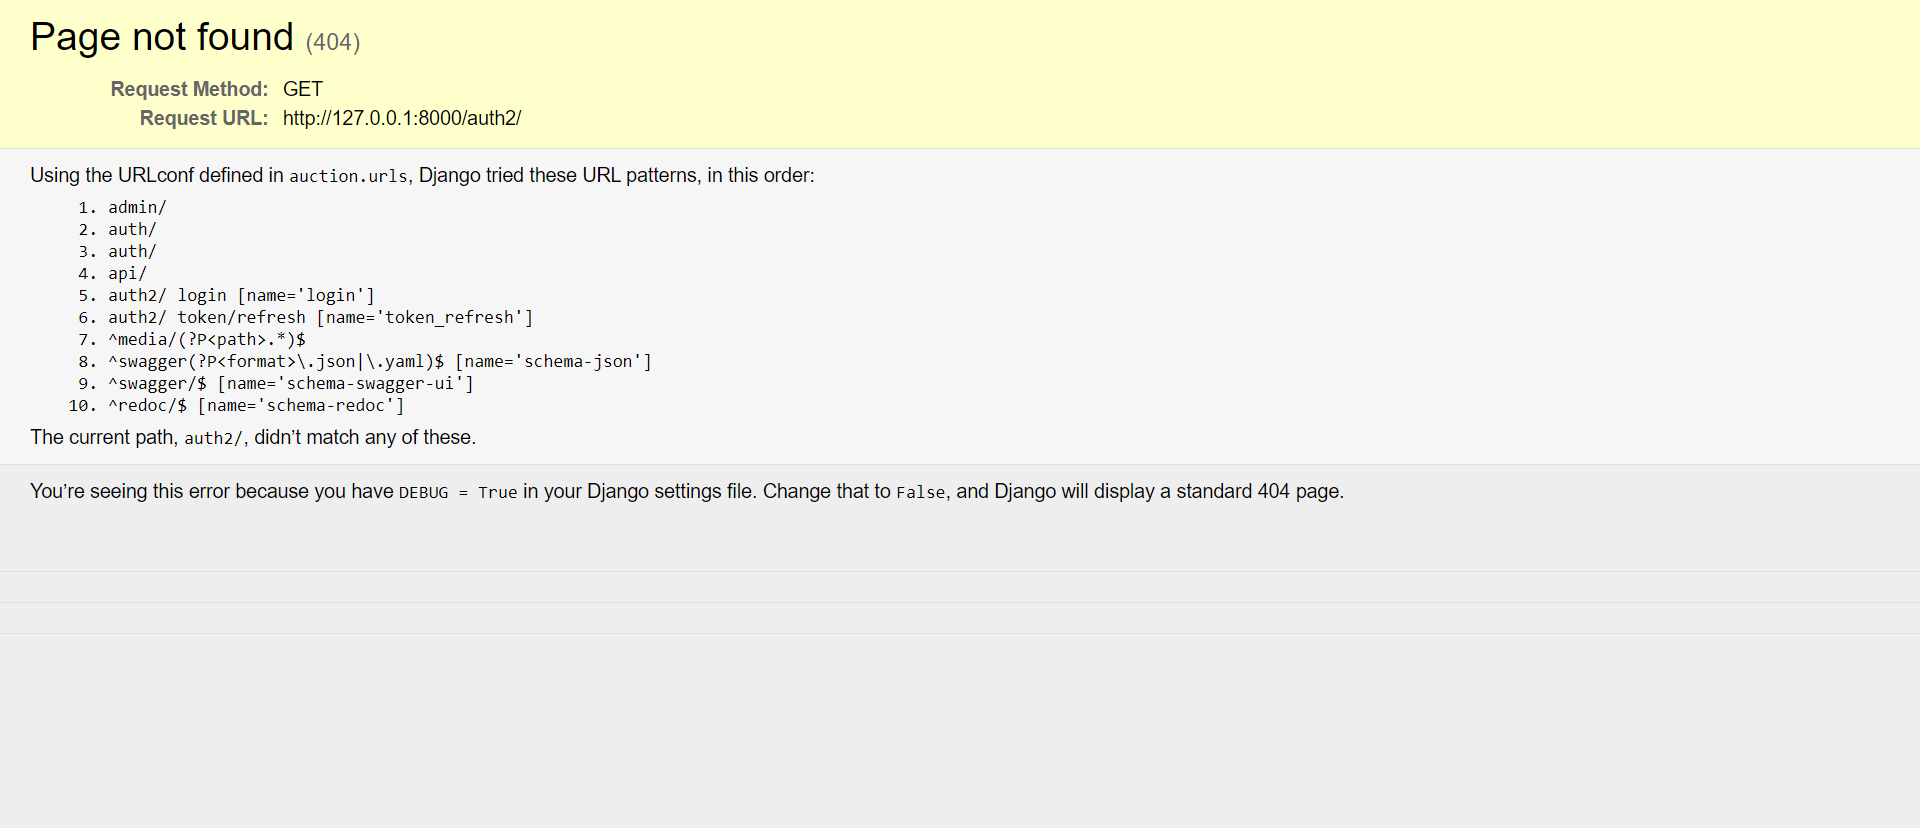 Page not found (404)
Request Method: GET
Request URL: http://127.0.0.1:8000/auth2/
Using the URLconf defined in auction.urls, Django tried these URL patterns, in this order:
1. admin/
2. auth/
3. auth/
4. api/
5. auth2/ login [name='login']
6. auth2/ token/refresh [name='token_refresh']
7. ^media/(?P<path>.*)$
8. ^swagger(?P<format>\.json|\.yaml)$ [name='schema-json']
9. ^swagger/$ [name='schema-swagger-ui']
10. ^redoc/$ [name='schema-redoc']
The current path, auth2/, didn’t match any of these.
You’re seeing this error because you have DEBUG = True in your Django settings file. Change that to False, and Django will display a standard 404 page.